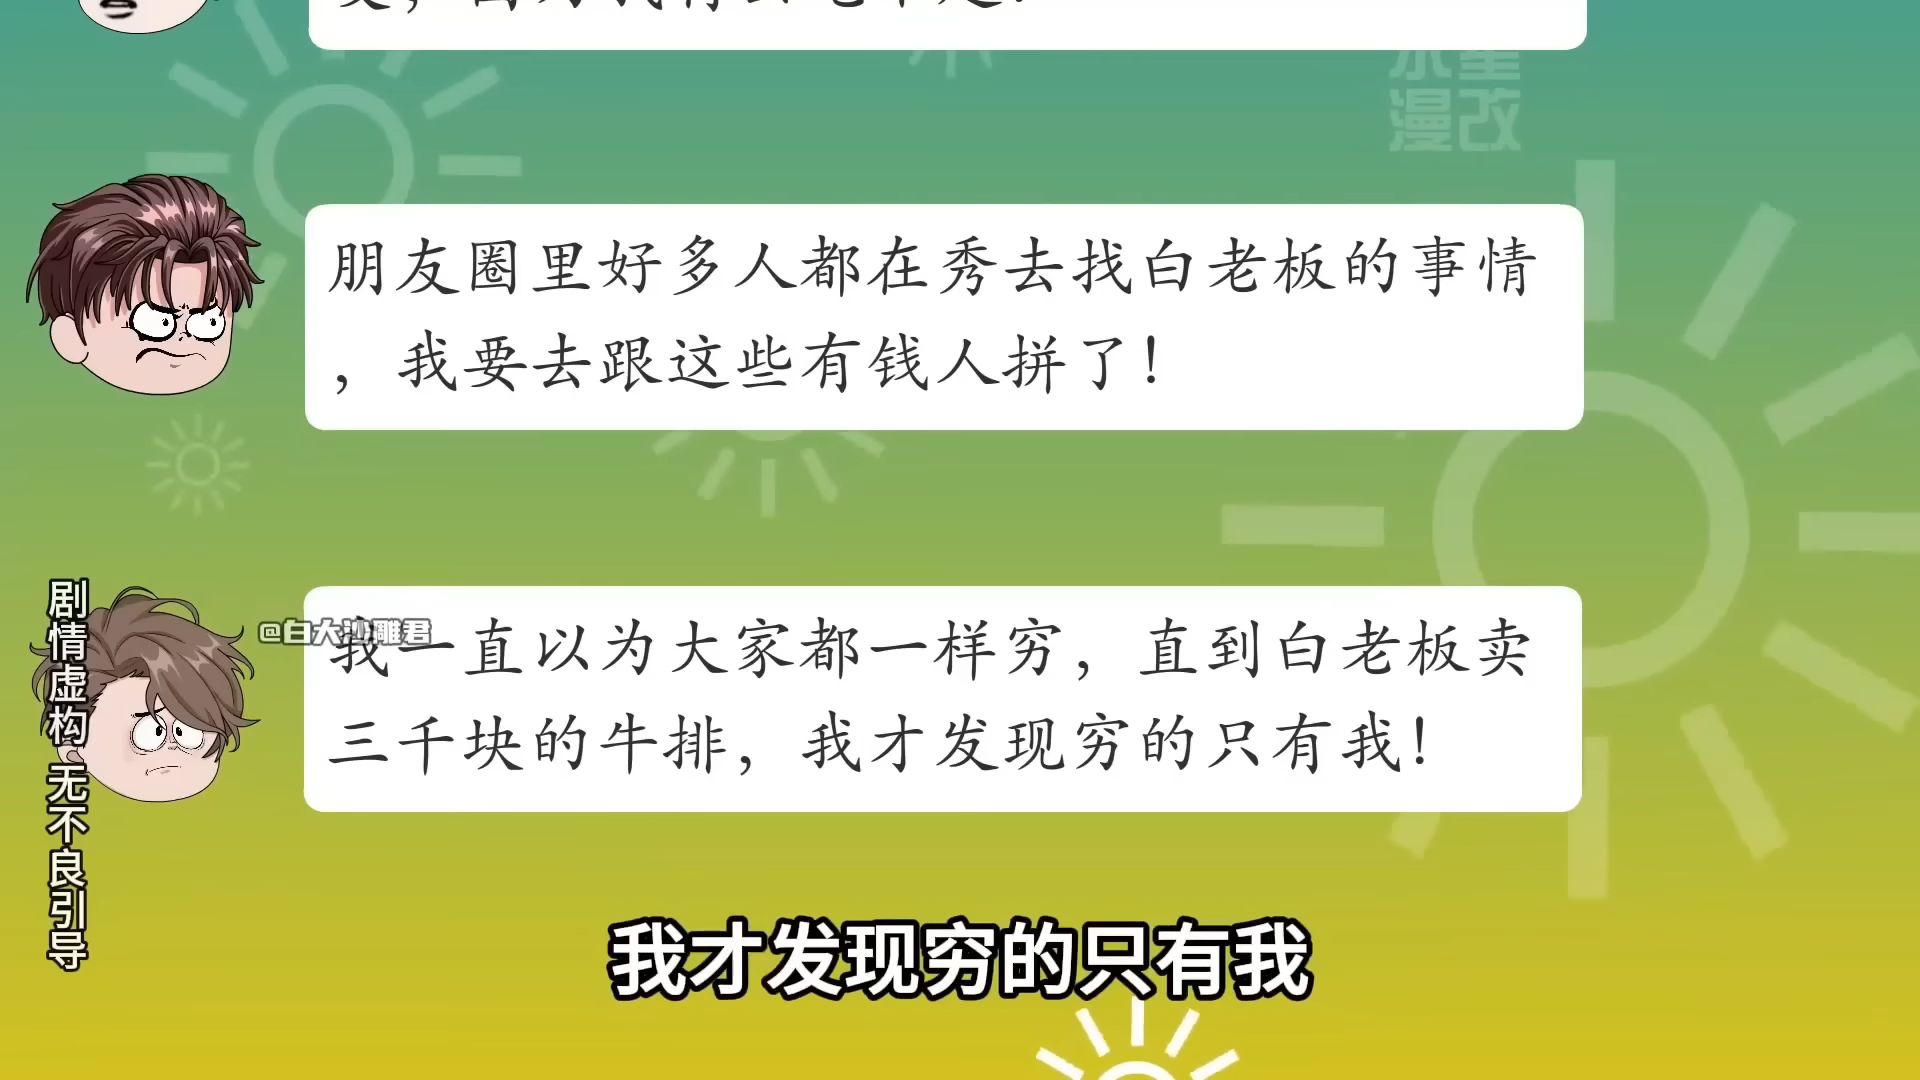 漫改
朋友圈里好多人都在秀去找白老板的事情
，我要去跟这些有钱人拼了！
@白大沙雕君
我一直以为大家都一样穷，直到白老板卖
三千块的牛排，我才发现穷的只有我！
剧情虚构 无不良引导
我才发现穷的只有我